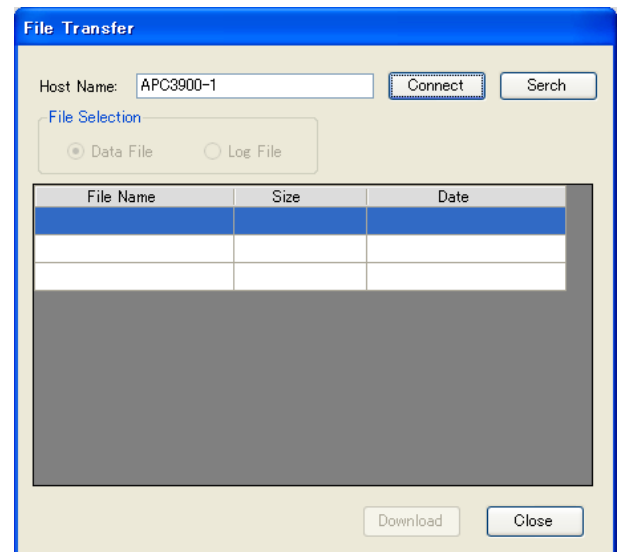 File Transfer
Host Name: APC3900-1 Connect Serch
File Selection
Data File Log File
File Name Size Date
Download Close